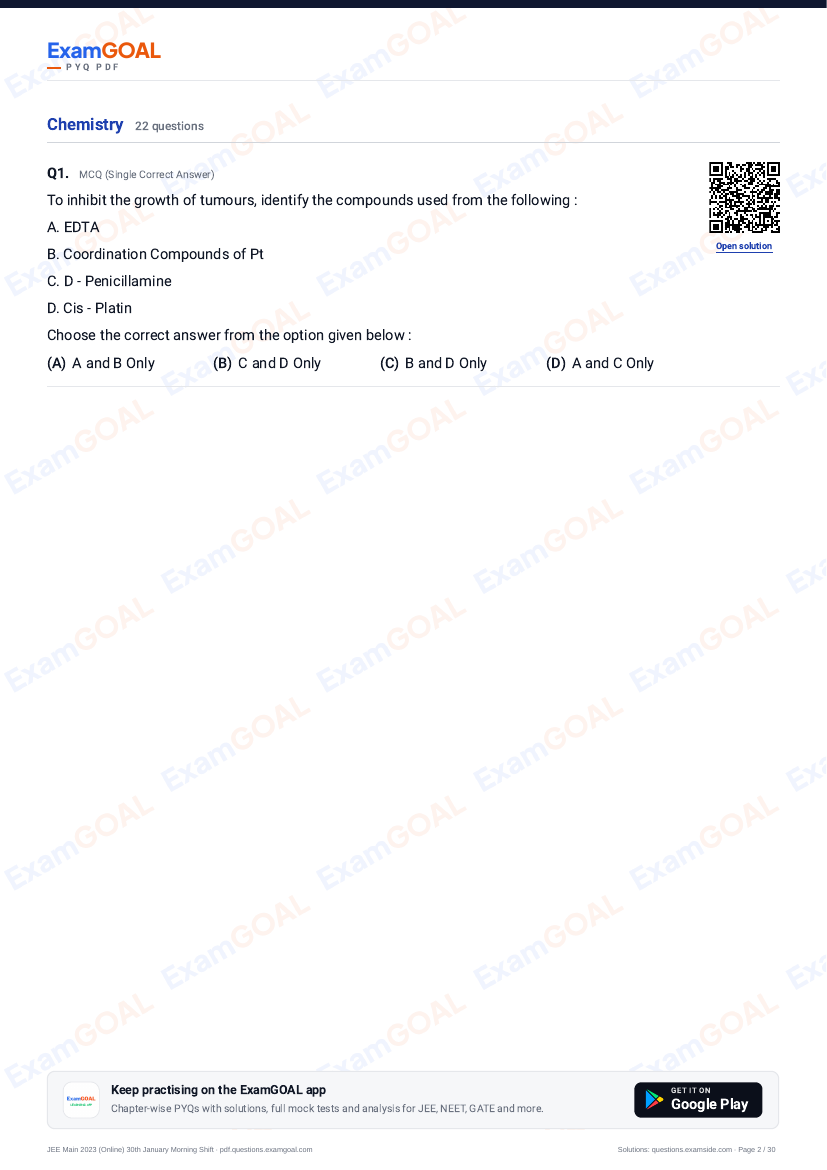 ExamGOAL
PYQ PDF
Chemistry 22 questions
Q1. MCQ (Single Correct Answer)
To inhibit the growth of tumours, identify the compounds used from the following :
A. EDTA
B. Coordination Compounds of Pt
C. D - Penicillamine
D. Cis - Platin
Choose the correct answer from the option given below :
(A) A and B Only (B) C and D Only (C) B and D Only (D) A and C Only
Open solution
Keep practising on the ExamGOAL app
Chapter-wise PYQs with solutions, full mock tests and analysis for JEE, NEET, GATE and more.
GET IT ON
Google Play
JEE Main 2023 (Online) 30th January Morning Shift · pdf.questions.examgoal.com
Solutions: questions.examside.com · Page 2 / 30